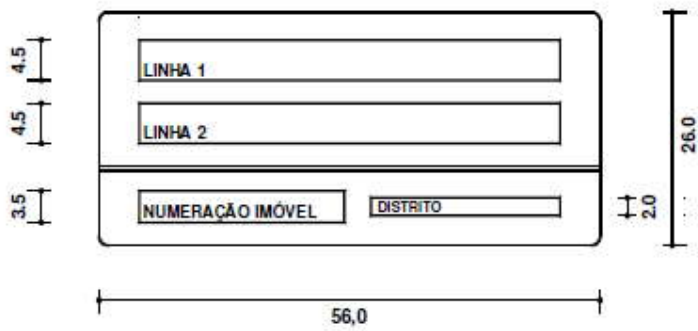 4.5
LINHA 1
4.5
LINHA 2
26.0
3.5
NUMERAÇÃO IMÓVEL
DISTRITO
2.0
56,0